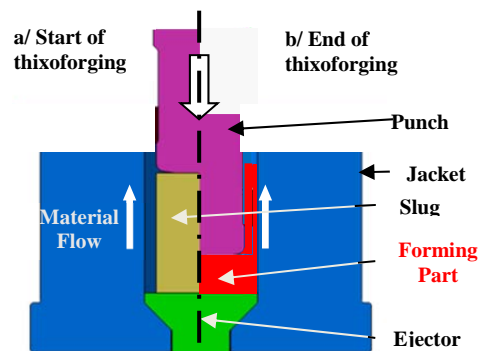 a/ Start of
thixoforging
b/ End of
thixoforging
Punch
Jacket
Slug
Material
Flow
Forming
Part
Ejector